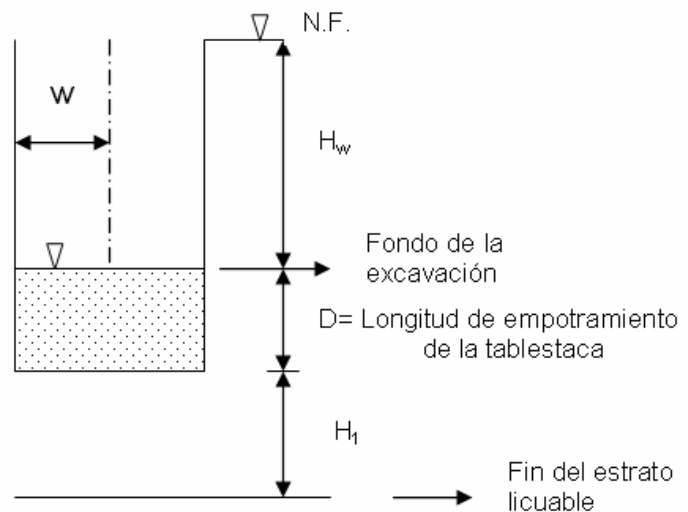 N.F.
w
H_w
Fondo de la
excavación
D= Longitud de empotramiento
de la tablestaca
H_1
Fin del estrato
licuable